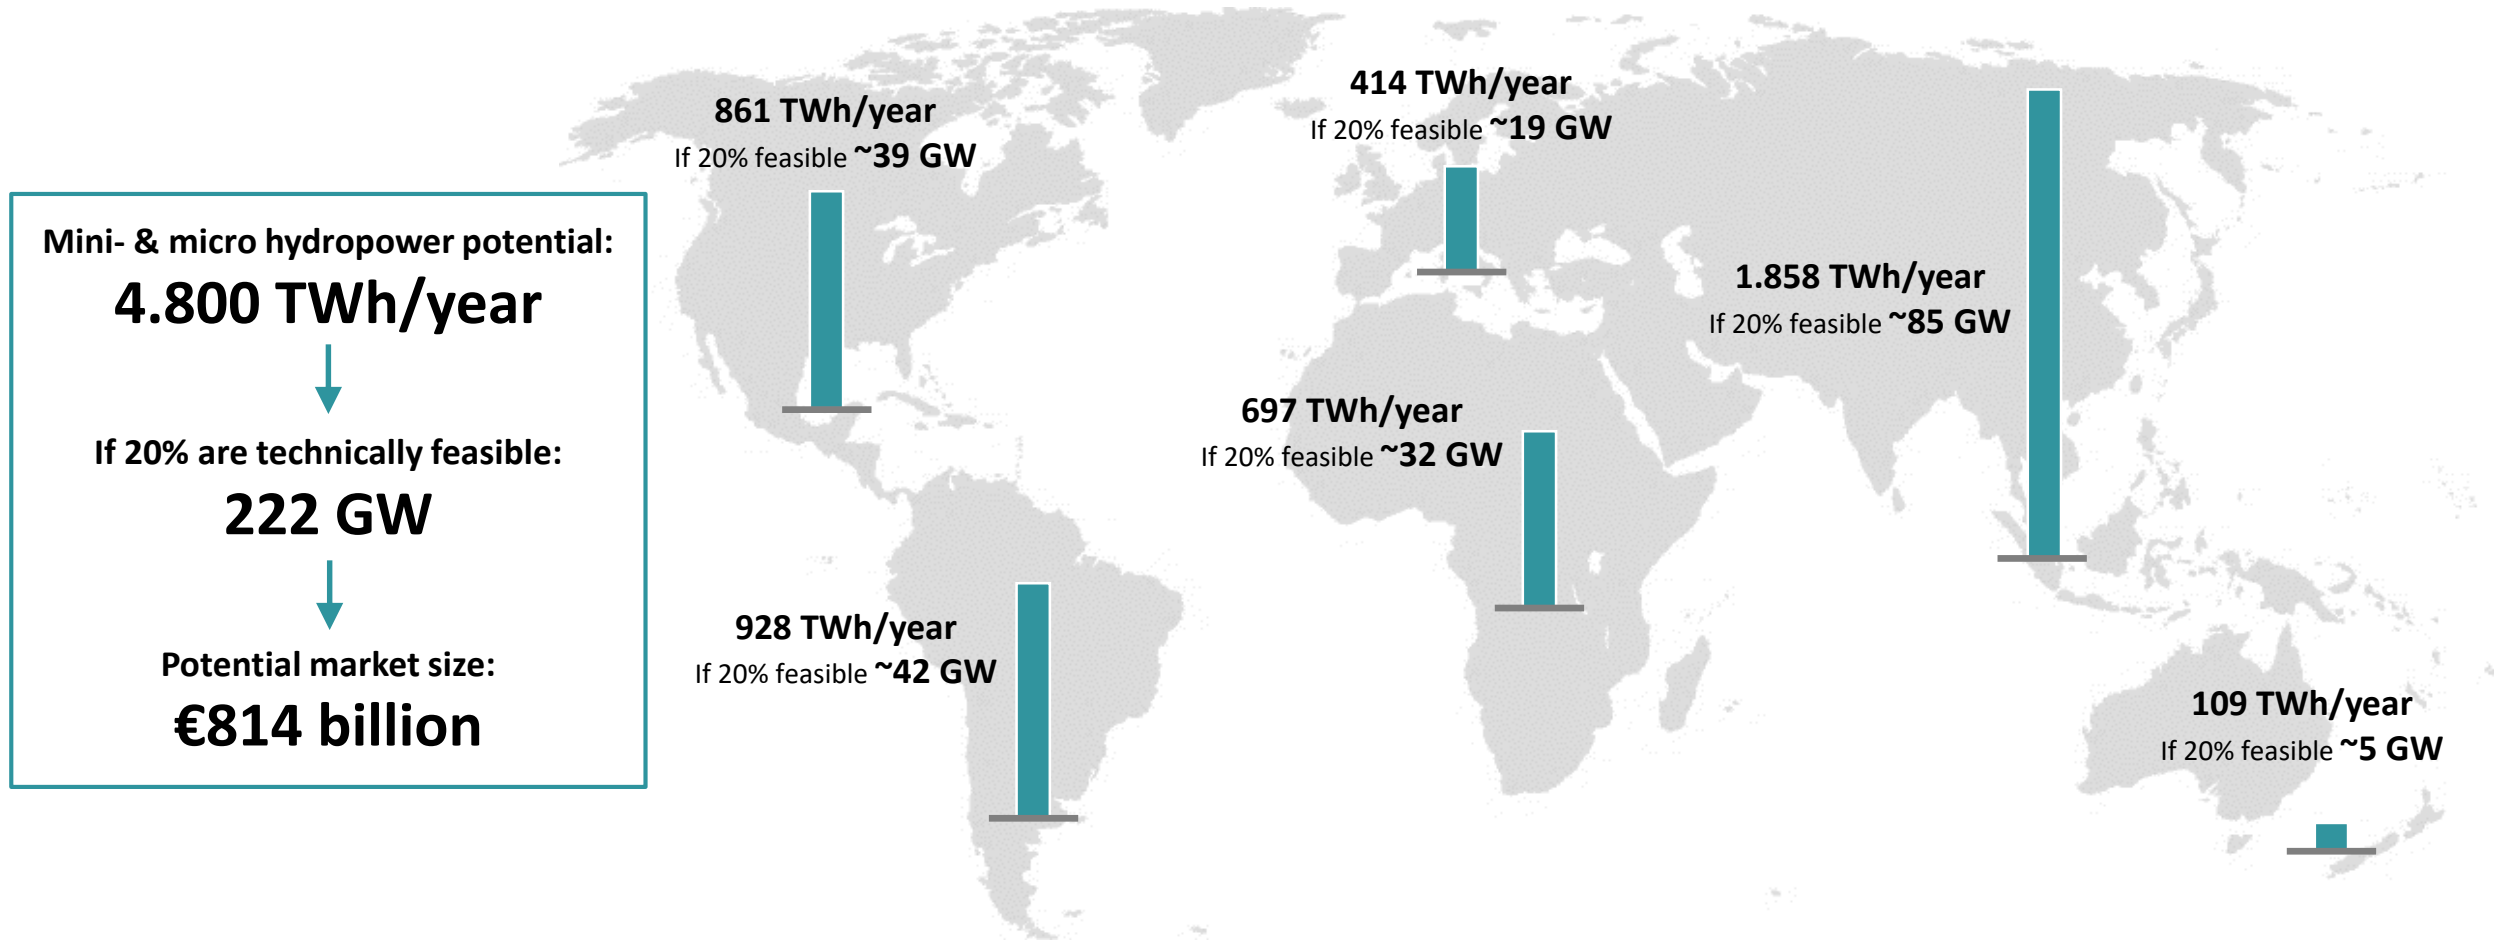 Mini- & micro hydropower potential:
4.800 TWh/year
If 20% are technically feasible:
222 GW
Potential market size:
€814 billion
861 TWh/year
If 20% feasible ~39 GW
414 TWh/year
If 20% feasible ~19 GW
1.858 TWh/year
If 20% feasible ~85 GW
697 TWh/year
If 20% feasible ~32 GW
928 TWh/year
If 20% feasible ~42 GW
109 TWh/year
If 20% feasible ~5 GW